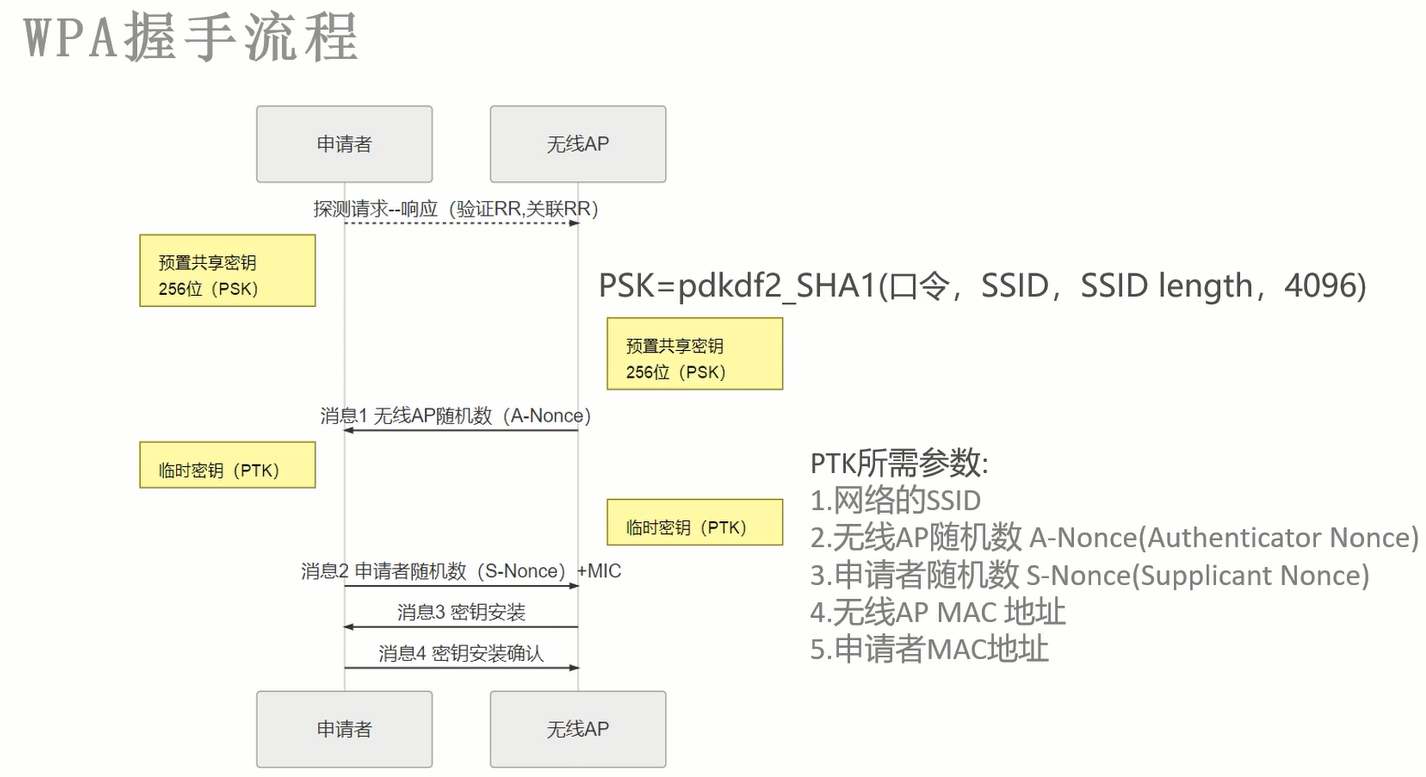 WPA握手流程
申请者
无线AP
探测请求--响应（验证RR,关联RR）
预置共享密钥
256位（PSK）
PSK=pdkdf2_SHA1(口令，SSID，SSID length，4096)
预置共享密钥
256位（PSK）
消息1 无线AP随机数（A-Nonce）
临时密钥（PTK）
临时密钥（PTK）
PTK所需参数:
1.网络的SSID
2.无线AP随机数 A-Nonce(Authenticator Nonce)
3.申请者随机数 S-Nonce(Supplicant Nonce)
4.无线AP MAC 地址
5.申请者MAC地址
消息2 申请者随机数（S-Nonce）+MIC
消息3 密钥安装
消息4 密钥安装确认
申请者
无线AP